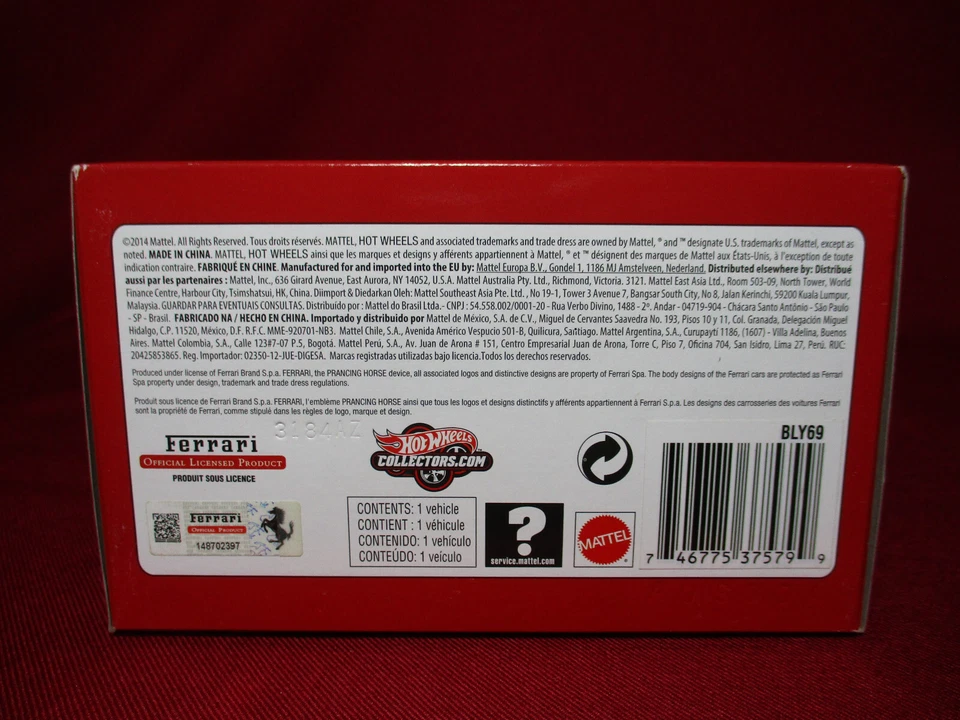 ©2014 Mattel. All Rights Reserved. Tous droits réservés. MATTEL, HOT WHEELS and associated trademarks and trade dress are owned by Mattel, ® and ™ designate U.S. trademarks of Mattel, except as
noted. MADE IN CHINA. MATTEL, HOT WHEELS ainsi que les marques et designs y afférents appartiennent à Mattel, ® et ™ désignent des marques de Mattel aux États-Unis, à l'exception de toute
indication contraire. FABRIQUÉ EN CHINE. Manufactured for and imported into the EU by: Mattel Europa B.V., Gondel 1, 1186 MJ Amstelveen, Nederland. Distributed elsewhere by: Distribué
aussi par les partenaires : Mattel, Inc., 636 Girard Avenue, East Aurora, NY 14052, U.S.A. Mattel Australia Pty. Ltd., Richmond, Victoria. 3121. Mattel East Asia Ltd., Room 503-09, North Tower, World
Finance Centre, Harbour City, Tsimshatsui, HK, China. Diimport & Diedarkan Oleh: Mattel Southeast Asia Pte. Ltd., No 19-1, Tower 3 Avenue 7, Bangsar South City, No 8, Jalan Kerinchi, 59200 Kuala Lumpur,
Malaysia. GUARDAR PARA EVENTUAIS CONSULTAS. Distribuido por : Mattel do Brasil Ltda.- CNPJ : 54.558.002/0001-20 - Rua Verbo Divino, 1488 - 2º. Andar - 04719-904 - Chácara Santo Antônio - São Paulo
- SP - Brasil. FABRICADO NA / HECHO EN CHINA. Importado y distribuido por Mattel de México, S.A. de C.V., Miguel de Cervantes Saavedra No. 193, Pisos 10 y 11, Col. Granada, Delegación Miguel
Hidalgo, C.P. 11520, México, D.F. R.F.C. MME-920701-NB3. Mattel Chile, S.A., Avenida Américo Vespucio 501-B, Quilicura, Santiago. Mattel Argentina, S.A., Curupaytí 1186, (1607) - Villa Adelina, Buenos
Aires. Mattel Colombia, S.A., Calle 123#7-07 P.5, Bogotá. Mattel Perú, S.A., Av. Juan de Arona # 151, Centro Empresarial Juan de Arona, Torre C, Piso 7, Oficina 704, San Isidro, Lima 27, Perú. RUC:
20425853865. Reg. Importador: 02350-12-JUE-DIGESA. Marcas registradas utilizadas bajo licencia.Todos los derechos reservados.
Produced under license of Ferrari Brand S.p.a. FERRARI, the PRANCING HORSE device, all associated logos and distinctive designs are property of Ferrari Spa. The body designs of the Ferrari cars are protected as Ferrari
Spa property under design, trademark and trade dress regulations.
Produit sous licence de Ferrari Brand S.p.a. FERRARI, l'emblème PRANCING HORSE ainsi que tous les logos et designs distinctifs y afférents appartiennent à Ferrari S.p.a. Les designs des carrosseries des voitures Ferrari
sont la propriété de Ferrari, comme stipulé dans les règles de logo, marque et design.
3184AZ
Ferrari
OFFICIAL LICENSED PRODUCT
PRODUIT SOUS LICENCE
HOT WHEELS
COLLECTORS.COM
BLY69
Ferrari
OFFICIAL PRODUCT
148702397
CONTENTS: 1 vehicle
CONTIENT : 1 véhicule
CONTENIDO: 1 vehículo
CONTEÚDO: 1 veículo
?
service.mattel.com
MATTEL
7 46775 37579 9